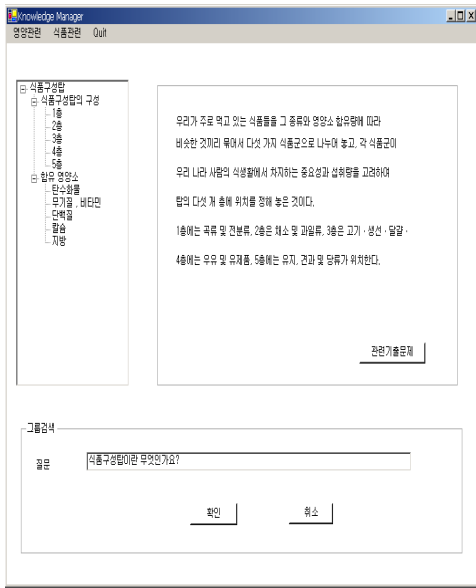 Knowledge Manager
영양관련 식품관련 Quit
식품구성탑
식품구성탑의 구성
1층
2층
3층
4층
5층
함유 영양소
탄수화물
무기질 , 비타민
단백질
칼슘
지방
우리가 주로 먹고 있는 식품들을 그 종류와 영양소 함유량에 따라
비슷한 것끼리 묶어서 다섯 가지 식품군으로 나누어 놓고, 각 식품군이
우리 나라 사람의 식생활에서 차지하는 중요성과 섭취량을 고려하여
탑의 다섯 개 층에 위치를 정해 놓은 것이다.
1층에는 곡류 및 전분류, 2층은 채소 및 과일류, 3층은 고기 · 생선 · 달걀 ·
4층에는 우유 및 유제품, 5층에는 유지, 견과 및 당류가 위치한다.
관련기출문제
그룹검색
질문 식품구성탑이란 무엇인가요?
확인 취소